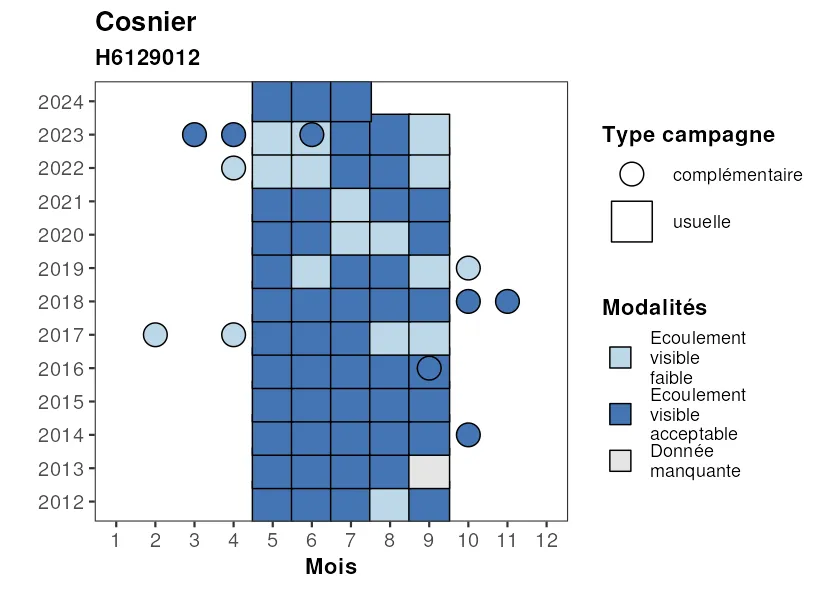 Cosnier
H6129012
2024
2023
2022
2021
2020
2019
2018
2017
2016
2015
2014
2013
2012
1 2 3 4 5 6 7 8 9 10 11 12
Mois
Type campagne
complémentaire
usuelle
Modalités
Ecoulement
visible
faible
Ecoulement
visible
acceptable
Donnée
manquante